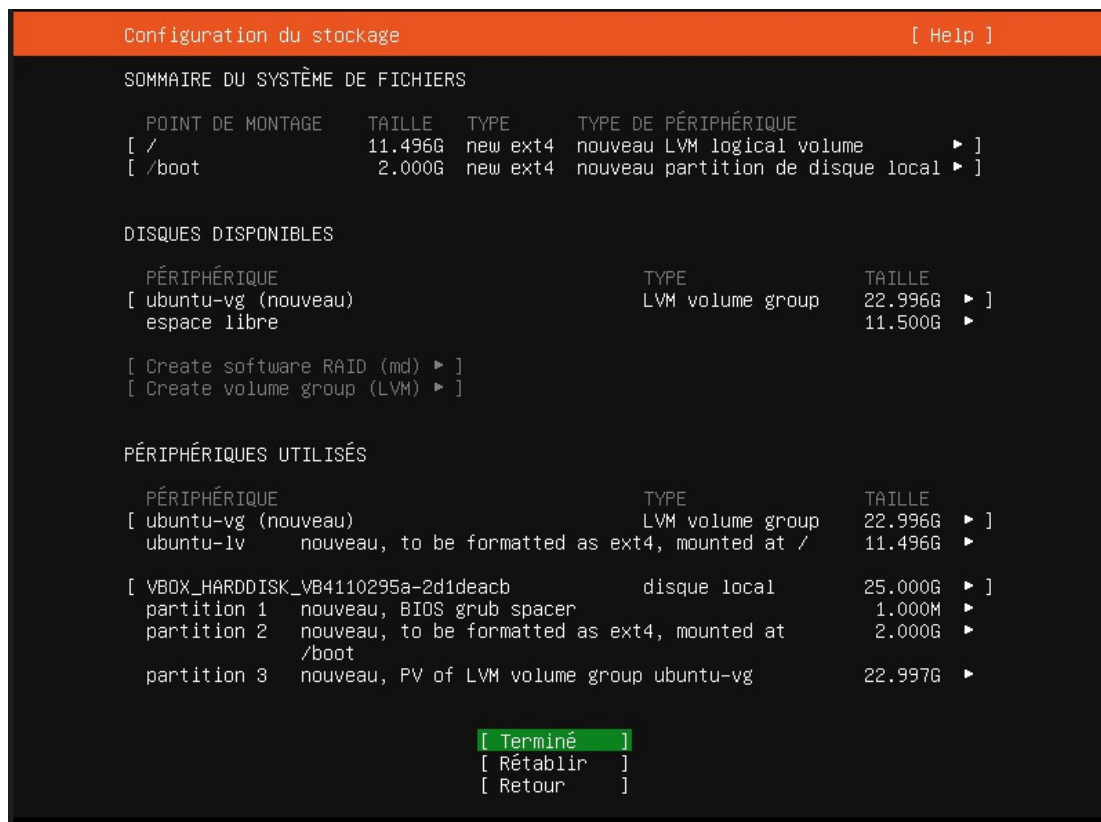 Configuration du stockage [ Help ]
SOMMAIRE DU SYSTÈME DE FICHIERS
POINT DE MONTAGE TAILLE TYPE TYPE DE PÉRIPHÉRIQUE
[ / 11.496G new ext4 nouveau LVM logical volume ▸ ]
[ /boot 2.000G new ext4 nouveau partition de disque local ▸ ]
DISQUES DISPONIBLES
PÉRIPHÉRIQUE TYPE TAILLE
[ ubuntu-vg (nouveau) LVM volume group 22.996G ▸ ]
espace libre 11.500G ▸
[ Create software RAID (md) ▸ ]
[ Create volume group (LVM) ▸ ]
PÉRIPHÉRIQUES UTILISÉS
PÉRIPHÉRIQUE TYPE TAILLE
[ ubuntu-vg (nouveau) LVM volume group 22.996G ▸ ]
ubuntu-lv nouveau, to be formatted as ext4, mounted at / 11.496G ▸
[ VBOX_HARDDISK_VB4110295a-2d1deacb disque local 25.000G ▸ ]
partition 1 nouveau, BIOS grub spacer 1.000M ▸
partition 2 nouveau, to be formatted as ext4, mounted at 2.000G ▸
/boot
partition 3 nouveau, PV of LVM volume group ubuntu-vg 22.997G ▸
[ Terminé ]
[ Rétablir ]
[ Retour ]